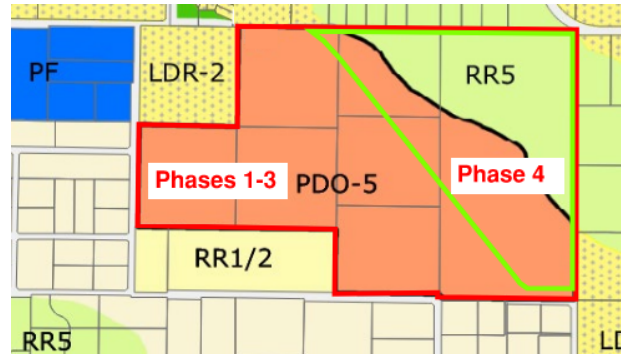 PF
LDR-2
RR5
Phases 1-3
PDO-5
Phase 4
RR1/2
RR5
LD